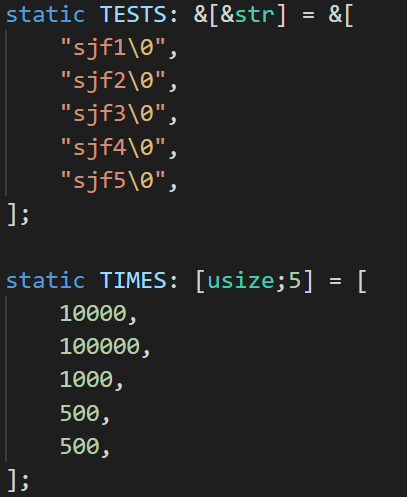 static TESTS: &[&str] = &[
    "sjf1\0",
    "sjf2\0",
    "sjf3\0",
    "sjf4\0",
    "sjf5\0",
];
static TIMES: [usize;5] = [
    10000,
    100000,
    1000,
    500,
    500,
];